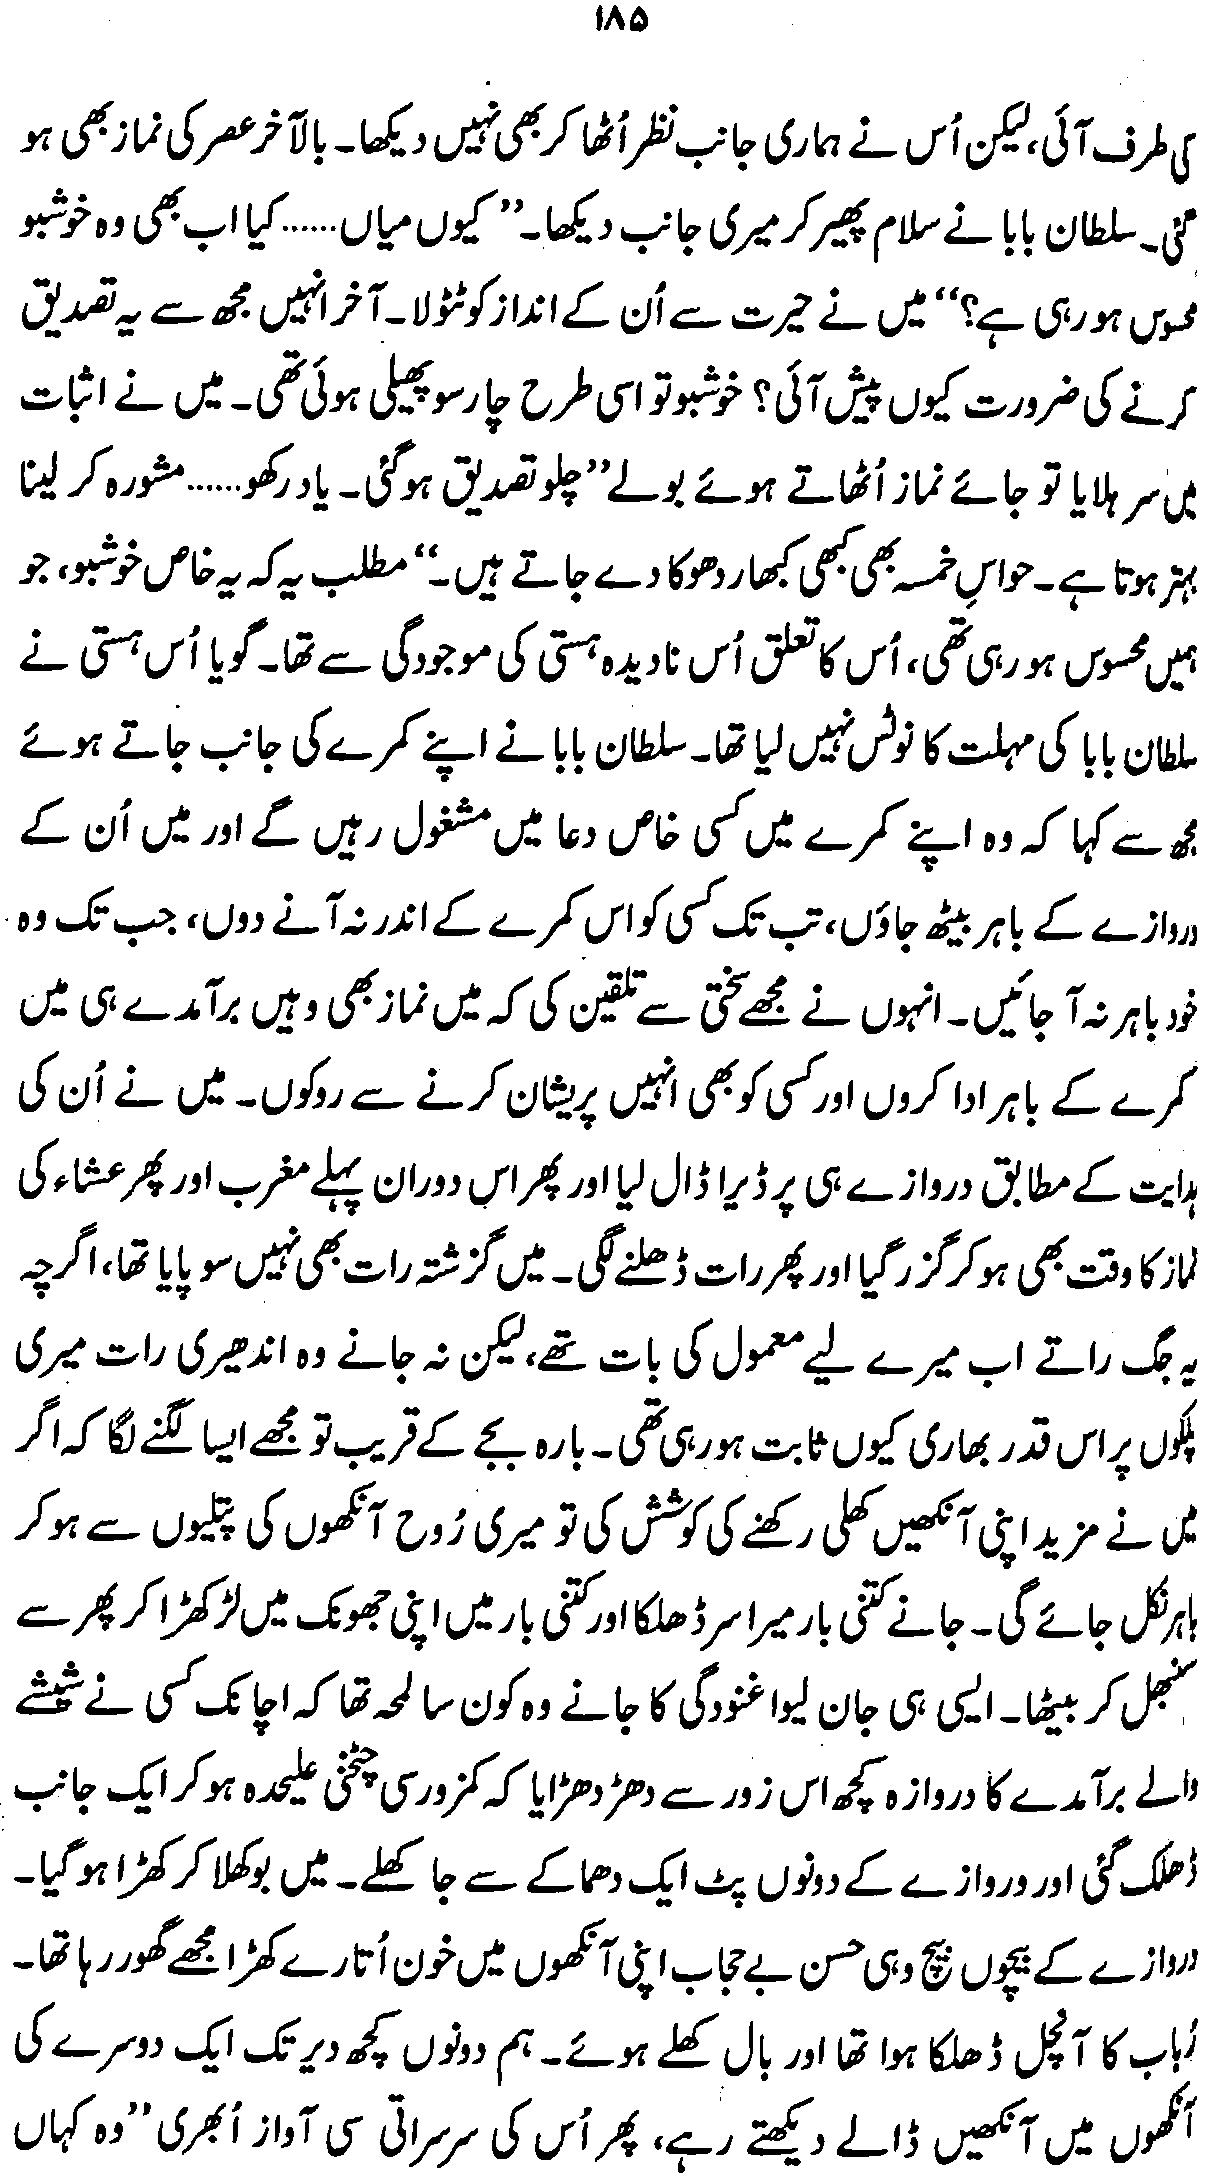 ۱۸۵
کی طرف آئی، لیکن اُس نے ہماری جانب نظر اُٹھا کر بھی نہیں دیکھا۔ بالآخر عصر کی نماز بھی ہو
گئی۔ سلطان بابا نے سلام پھیر کر میری جانب دیکھا۔ ”کیوں میاں......کیا اب بھی وہ خوشبو
محسوس ہو رہی ہے؟“ میں نے حیرت سے اُن کے انداز کو ٹٹولا۔ آخر انہیں مجھ سے یہ تصدیق
کرنے کی ضرورت کیوں پیش آئی؟ خوشبو تو اسی طرح چار سو پھیلی ہوئی تھی۔ میں نے اثبات
میں سر ہلایا تو جائے نماز اُٹھاتے ہوئے بولے ”چلو تصدیق ہو گئی۔ یاد رکھو......مشورہ کر لینا
بہتر ہوتا ہے۔ حواسِ خمسہ بھی کبھی کبھار دھوکا دے جاتے ہیں۔“ مطلب یہ کہ یہ خاص خوشبو، جو
ہمیں محسوس ہو رہی تھی، اُس کا تعلق اُس نادیدہ ہستی کی موجودگی سے تھا۔ گویا اُس ہستی نے
سلطان بابا کی مہلت کا نوٹس نہیں لیا تھا۔ سلطان بابا نے اپنے کمرے کی جانب جاتے ہوئے
مجھ سے کہا کہ وہ اپنے کمرے میں کسی خاص دعا میں مشغول رہیں گے اور میں اُن کے
دروازے کے باہر بیٹھ جاؤں، تب تک کسی کو اس کمرے کے اندر نہ آنے دوں، جب تک وہ
خود باہر نہ آ جائیں۔ انہوں نے مجھے سختی سے تلقین کی کہ میں نماز بھی وہیں برآمدے ہی میں
کمرے کے باہر ادا کروں اور کسی کو بھی انہیں پریشان کرنے سے روکوں۔ میں نے اُن کی
ہدایت کے مطابق دروازے ہی پر ڈیرا ڈال لیا اور پھر اس دوران پہلے مغرب اور پھر عشاء کی
نماز کا وقت بھی ہو کر گزر گیا اور پھر رات ڈھلنے لگی۔ میں گزشتہ رات بھی نہیں سو پایا تھا، اگرچہ
یہ جگ راتے اب میرے لیے معمول کی بات تھے، لیکن نہ جانے وہ اندھیری رات میری
پلکوں پر اس قدر بھاری کیوں ثابت ہو رہی تھی۔ بارہ بجے کے قریب تو مجھے ایسا لگنے لگا کہ اگر
میں نے مزید اپنی آنکھیں کھلی رکھنے کی کوشش کی تو میری رُوح آنکھوں کی پتلیوں سے ہو کر
باہر نکل جائے گی۔ جانے کتنی بار میرا سر ڈھلکا اور کتنی بار میں اپنی جھونک میں لڑکھڑا کر پھر سے
سنبھل کر بیٹھا۔ ایسی ہی جان لیوا غنودگی کا جانے وہ کون سا لمحہ تھا کہ اچانک کسی نے شیشے
والے برآمدے کا دروازہ کچھ اس زور سے دھڑدھڑایا کہ کمزور سی چٹخنی علیحدہ ہو کر ایک جانب
ڈھلک گئی اور دروازے کے دونوں پٹ ایک دھماکے سے جا کھلے۔ میں بوکھلا کر کھڑا ہو گیا۔
دروازے کے بیچوں بیچ وہی حسن بے حجاب اپنی آنکھوں میں خون اُتارے کھڑا مجھے گھور رہا تھا۔
رُباب کا آنچل ڈھلکا ہوا تھا اور بال کھلے ہوئے۔ ہم دونوں کچھ دیر تک ایک دوسرے کی
آنکھوں میں آنکھیں ڈالے دیکھتے رہے، پھر اُس کی سرسراتی سی آواز اُبھری ”وہ کہاں